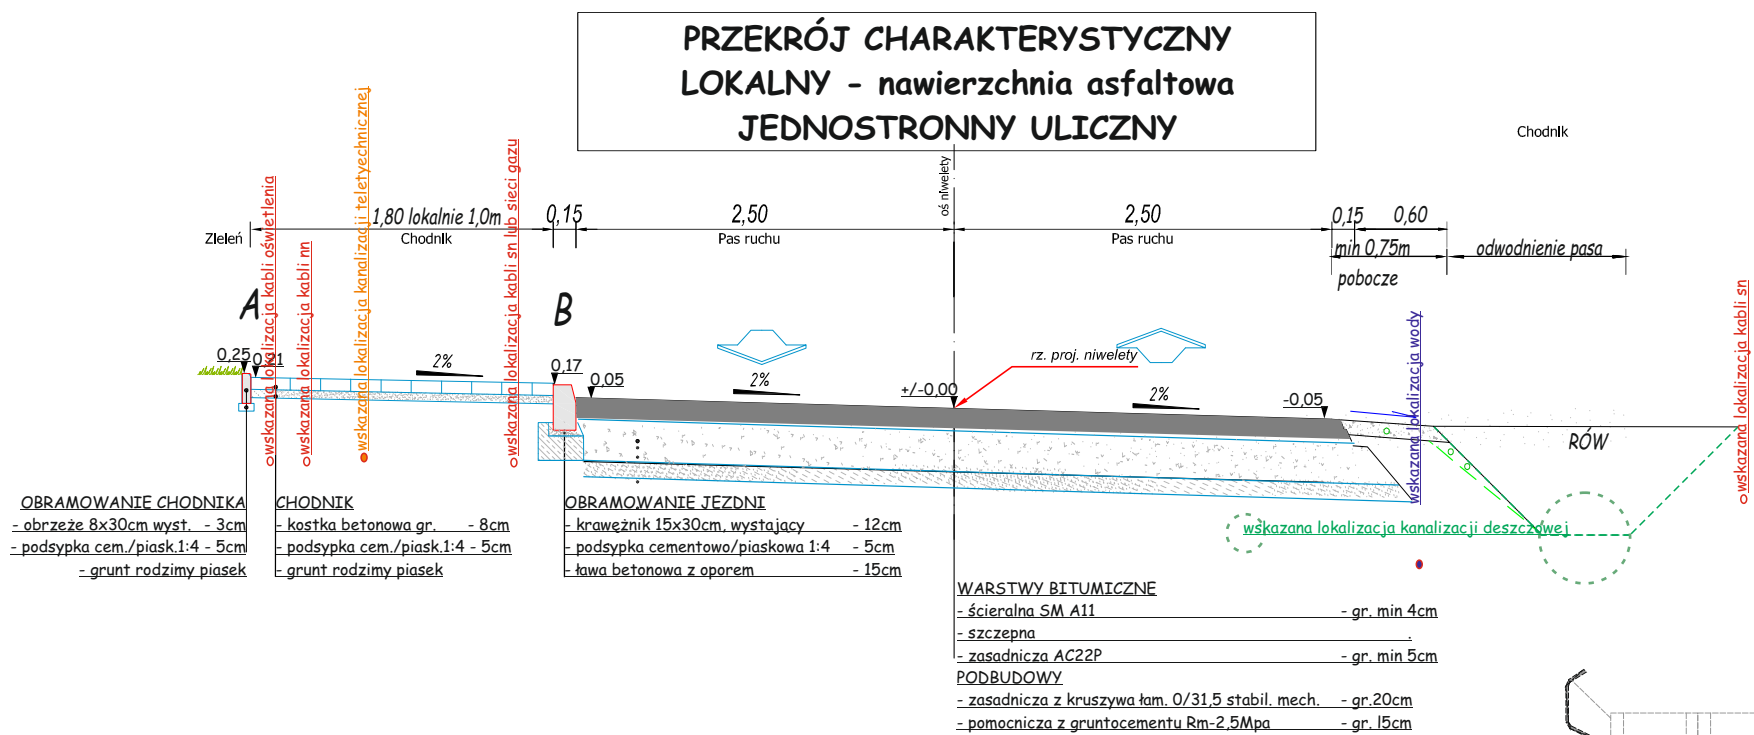 PRZEKRÓJ CHARAKTERYSTYCZNY
LOKALNY - nawierzchnia asfaltowa
JEDNOSTRONNY ULICZNY
Chodnik
wskazana lokalizacja kabli oświetlenia
wskazana lokalizacja kabli nn
wskazana lokalizacja kanalizacji teletyechnicznej
wskazana lokalizacja kabli sn lub sieci gazu
oś niwelety
1,80 lokalnie 1,0m
0,15
2,50
2,50
0,15
0,60
Zieleń
Chodnik
Pas ruchu
Pas ruchu
min 0,75m
pobocze
odwodnienie pasa
A
B
wskazana lokalizacja wody
wskazana lokalizacja kabli sn
0,25
0,21
2%
0,17
0,05
2%
+/-0,00
rz. proj. niwelety
2%
-0,05
RÓW
wskazana lokalizacja kanalizacji deszczowej
OBRAMOWANIE CHODNIKA
- obrzeże 8x30cm wyst. - 3cm
- podsypka cem./piask.1:4 - 5cm
- grunt rodzimy piasek
CHODNIK
- kostka betonowa gr. - 8cm
- podsypka cem./piask.1:4 - 5cm
- grunt rodzimy piasek
OBRAMOWANIE JEZDNI
- krawężnik 15x30cm, wystający - 12cm
- podsypka cementowo/piaskowa 1:4 - 5cm
- ława betonowa z oporem - 15cm
WARSTWY BITUMICZNE
- ścieralna SM A11 - gr. min 4cm
- szczepna .
- zasadnicza AC22P - gr. min 5cm
PODBUDOWY
- zasadnicza z kruszywa łam. 0/31,5 stabil. mech. - gr.20cm
- pomocnicza z gruntocementu Rm-2,5Mpa - gr. l5cm